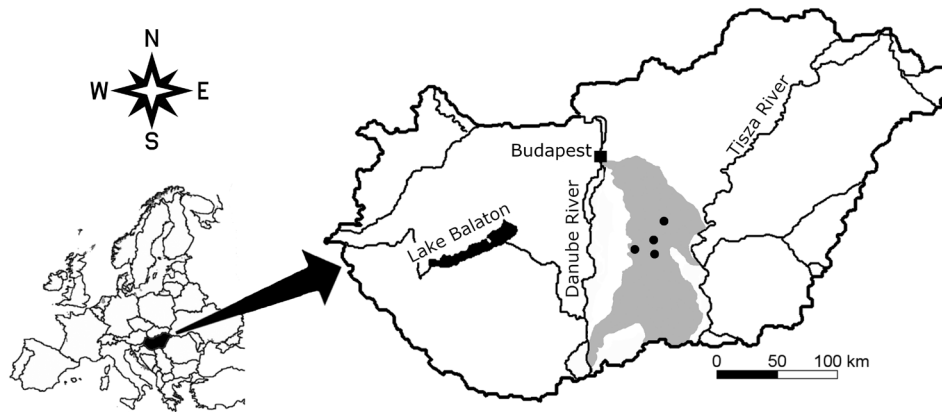 N
W E
S
Budapest
Tisza River
Danube River
Lake Balaton
0 50 100 km